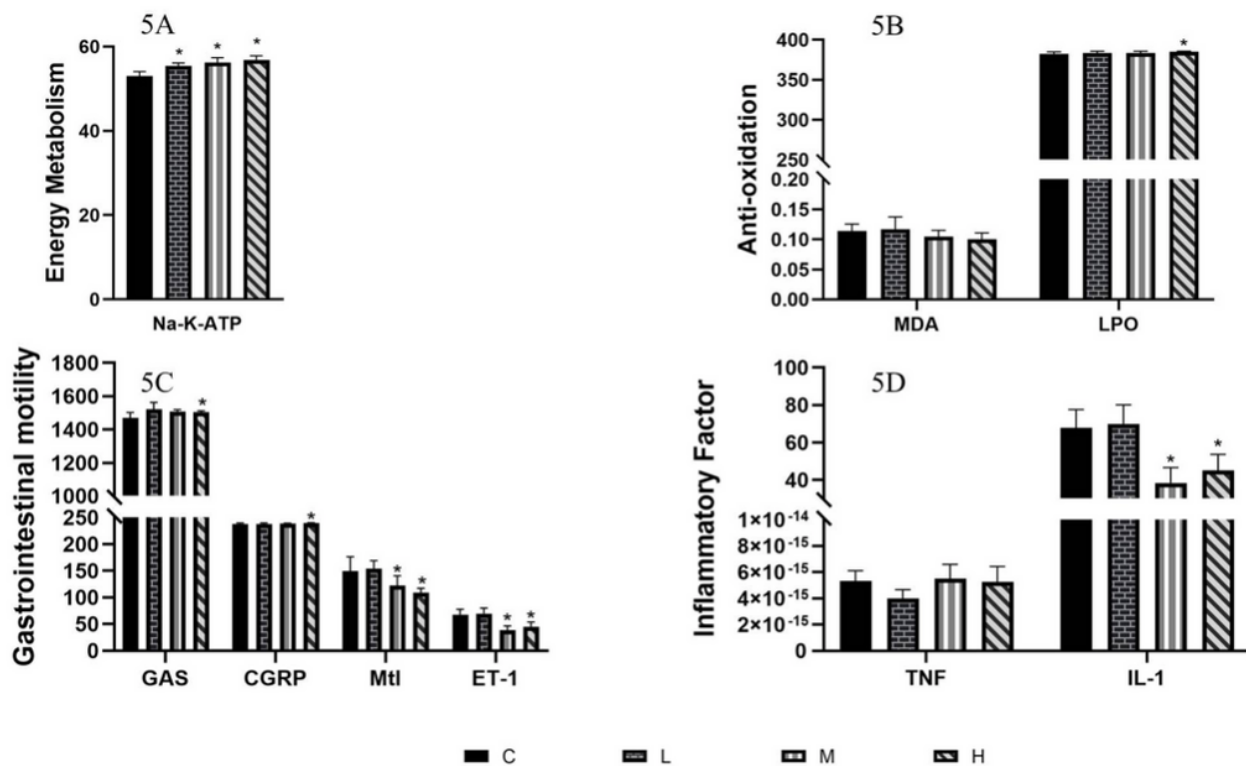 5A
Energy Metabolism
60
40
20
0
* * *
Na-K-ATP
5B
Anti-oxidation
400
350
300
250
0.20
0.15
0.10
0.05
0.00
*
MDA LPO
5C
Gastrointestinal motility
1800
1600
1400
1200
1000
250
200
150
100
50
0
* * * * * *
GAS CGRP Mtl ET-1
5D
Inflammatory Factor
100
80
60
40
1×10⁻¹⁴
8×10⁻¹⁵
6×10⁻¹⁵
4×10⁻¹⁵
2×10⁻¹⁵
0
* *
TNF IL-1
C L M H